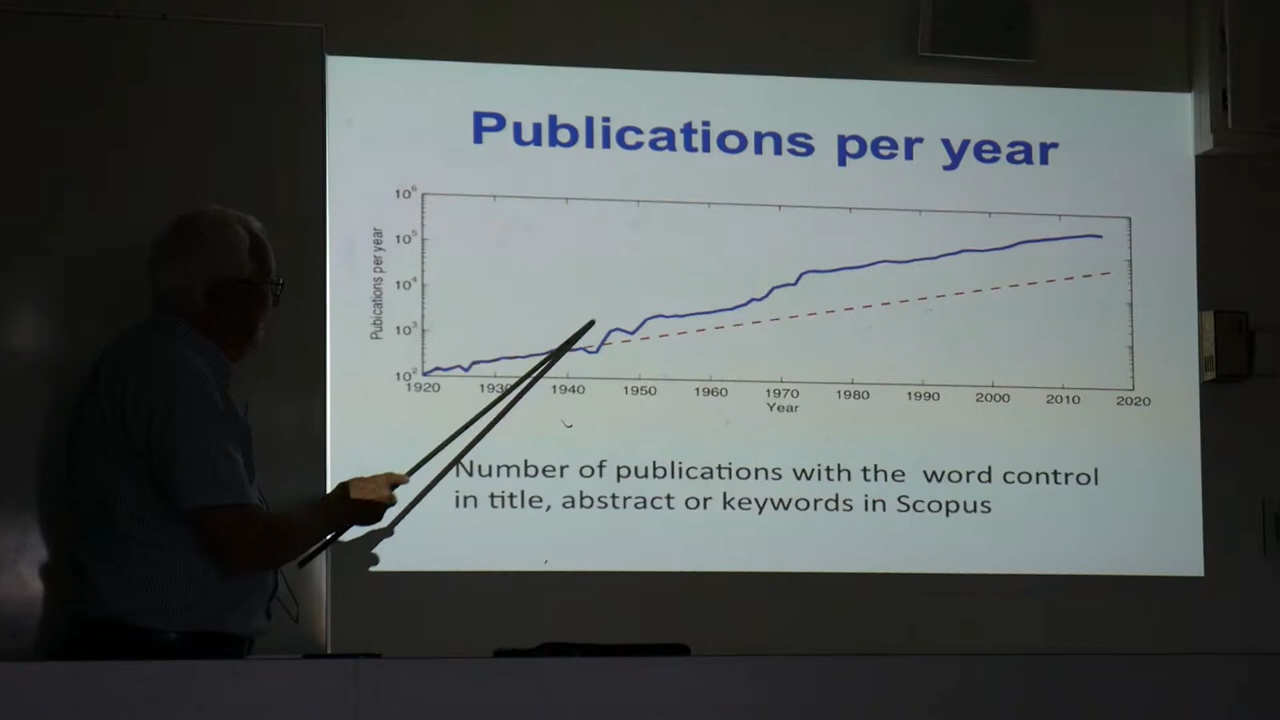 Publications per year
10⁶
10⁵
10⁴
10³
10²
Publications per year
1920 1930 1940 1950 1960 1970 1980 1990 2000 2010 2020
Year
Number of publications with the word control
in title, abstract or keywords in Scopus